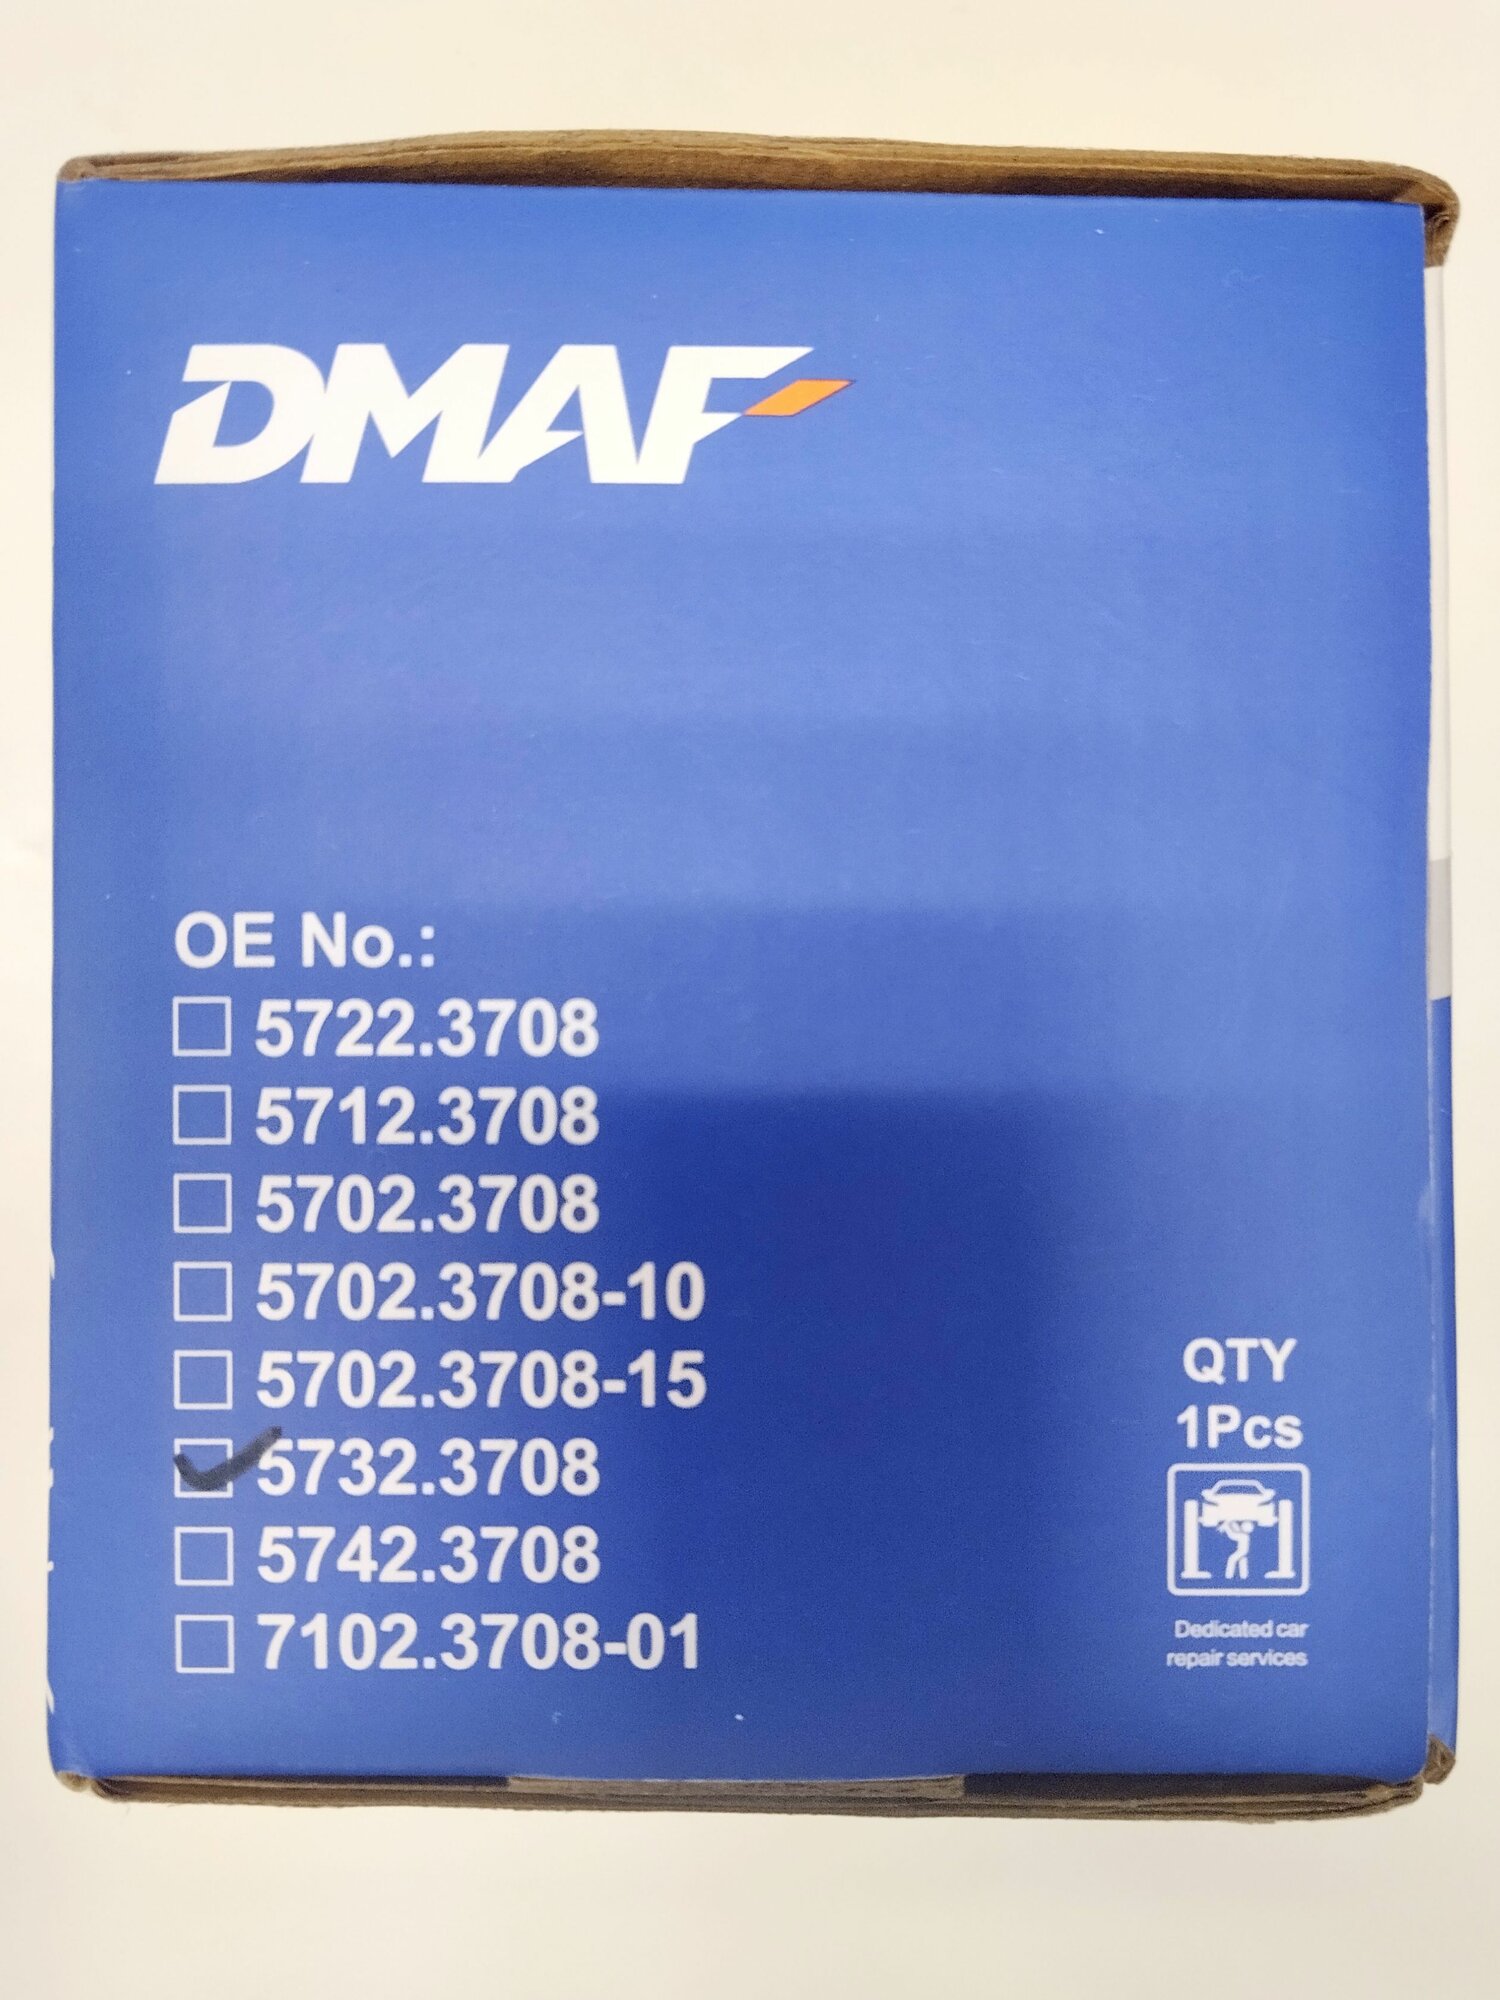 DMAF
OE No.:
5722.3708
5712.3708
5702.3708
5702.3708-10
5702.3708-15
5732.3708
5742.3708
7102.3708-01
QTY
1Pcs
Dedicated car
repair services